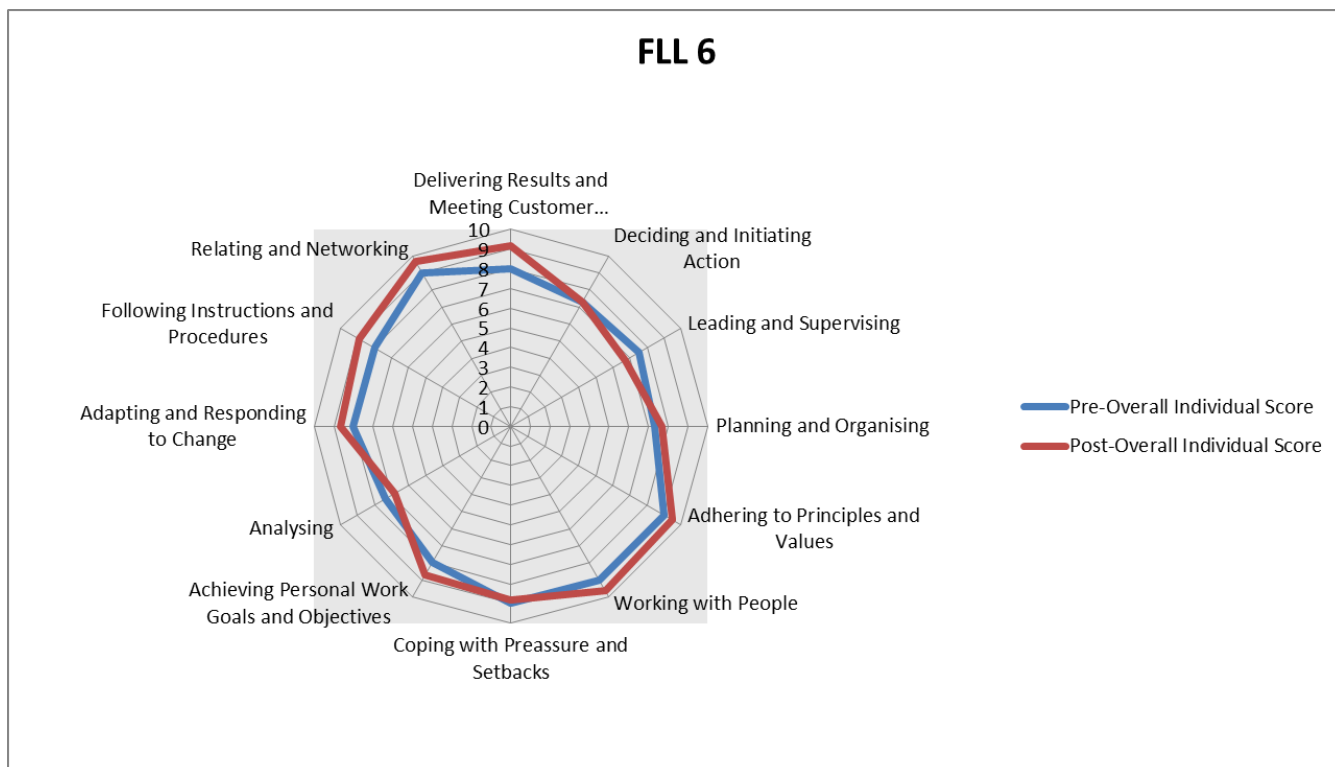 FLL 6
Delivering Results and
Meeting Customer...
Deciding and Initiating
Action
Leading and Supervising
Planning and Organising
Adhering to Principles and
Values
Working with People
Coping with Preassure and
Setbacks
Achieving Personal Work
Goals and Objectives
Analysing
Adapting and Responding
to Change
Following Instructions and
Procedures
Relating and Networking
10
9
8
7
6
5
4
3
2
1
0
Pre-Overall Individual Score
Post-Overall Individual Score